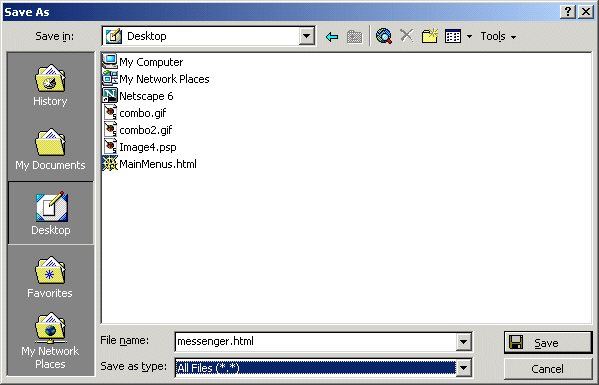 Save As
Save in: Desktop Tools
History
My Documents
Desktop
Favorites
My Network
Places
My Computer
My Network Places
Netscape 6
combo.gif
combo2.gif
Image4.psp
MainMenus.html
File name: messenger.html Save
Save as type: All Files (*.*) Cancel